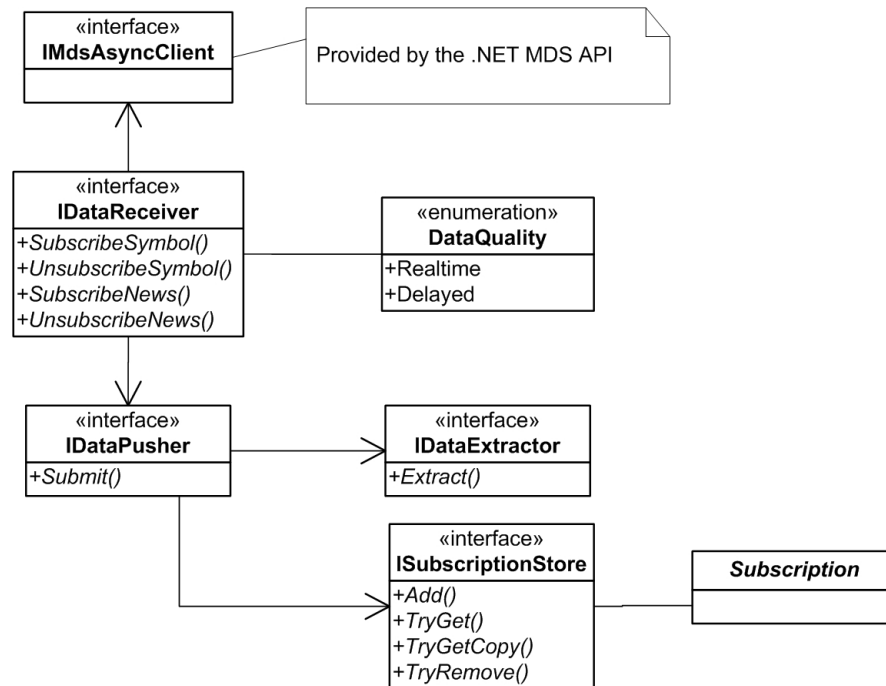 «interface»
IMdsAsyncClient
Provided by the .NET MDS API
«interface»
IDataReceiver
+SubscribeSymbol()
+UnsubscribeSymbol()
+SubscribeNews()
+UnsubscribeNews()
«enumeration»
DataQuality
+Realtime
+Delayed
«interface»
IDataPusher
+Submit()
«interface»
IDataExtractor
+Extract()
«interface»
ISubscriptionStore
+Add()
+TryGet()
+TryGetCopy()
+TryRemove()
Subscription